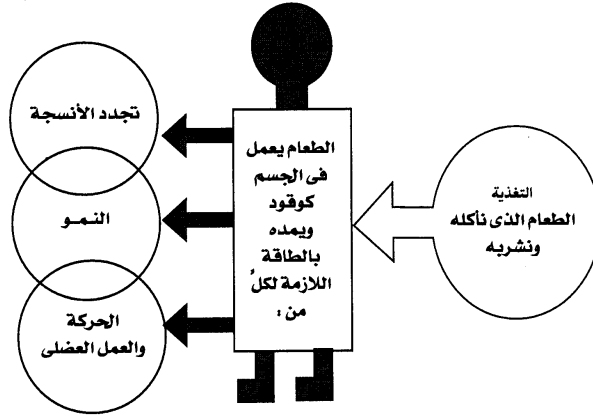 التغذية
الطعام الذى نأكله
ونشربه
الطعام يعمل
فى الجسم
كوقود
ويمده
بالطاقة
اللازمة لكلُ
من :
تجدد الأنسجة
النمـو
الحركة
والعمل العضلى